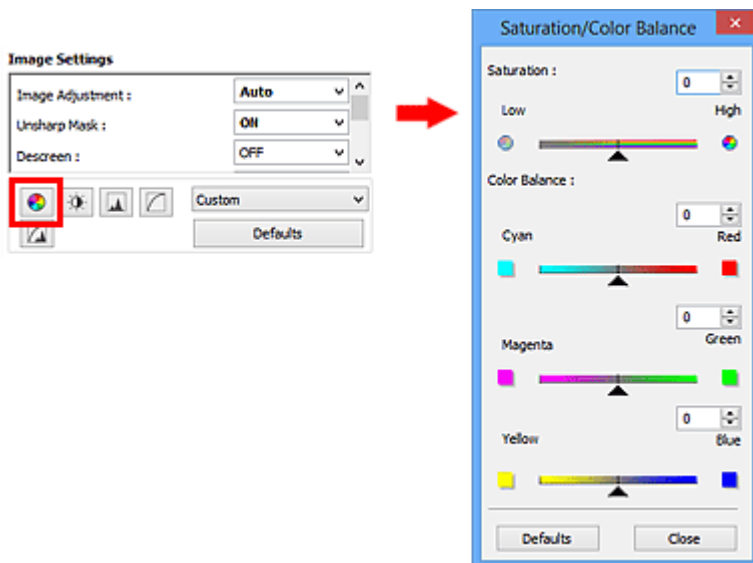 Image Settings
Image Adjustment : Auto
Unsharp Mask : ON
Descreen : OFF
Custom
Defaults
Saturation/Color Balance
Saturation :
0
Low High
Color Balance :
0
Cyan Red
0
Magenta Green
0
Yellow Blue
Defaults Close